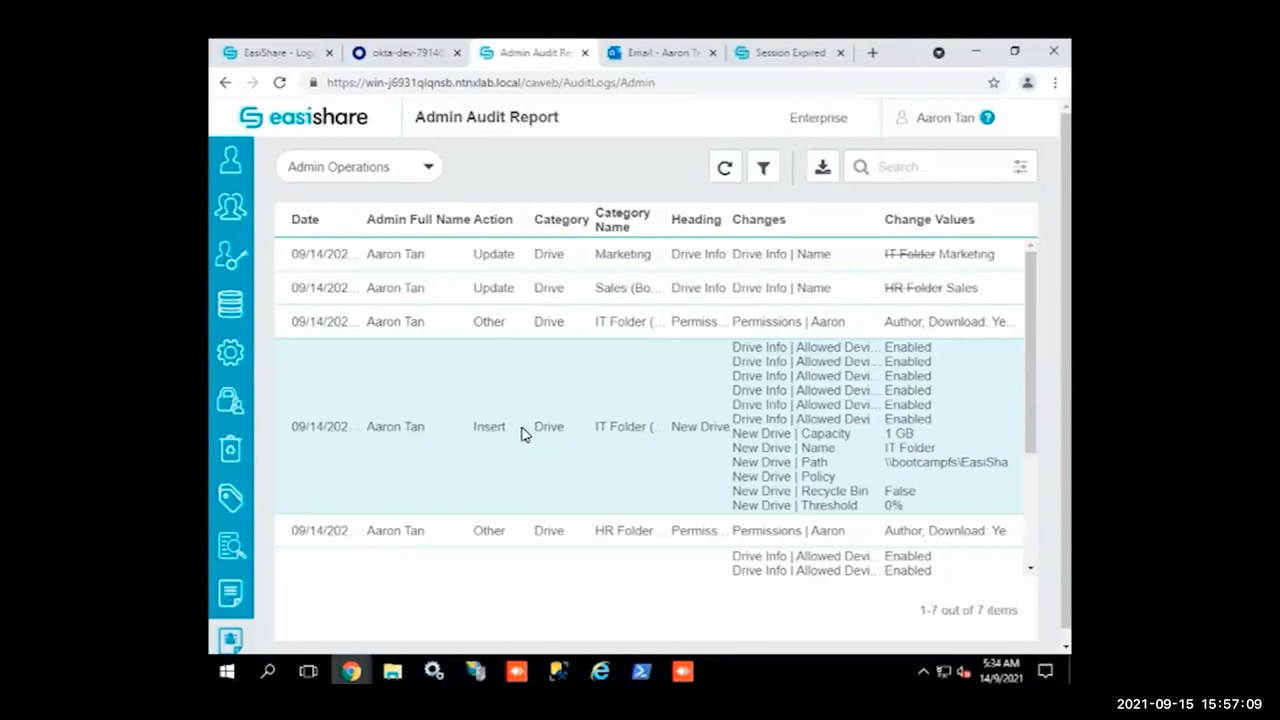 EasiShare - Log
okta-dev-79140
Admin Audit Re
Email - Aaron T
Session Expired
https://win-j6931qlqnsb.ntnxlab.local/caweb/AuditLogs/Admin
easishare
Admin Audit Report
Enterprise
Aaron Tan ?
Admin Operations
Search...
Date Admin Full Name Action Category Category Name Heading Changes Change Values
09/14/202... Aaron Tan Update Drive Marketing Drive Info Drive Info | Name IT Folder Marketing
09/14/202... Aaron Tan Update Drive Sales (Bo... Drive Info Drive Info | Name HR Folder Sales
09/14/202... Aaron Tan Other Drive IT Folder (... Permiss... Permissions | Aaron Author, Download: Ye...
Drive Info | Allowed Devi... Enabled
Drive Info | Allowed Devi... Enabled
Drive Info | Allowed Devi... Enabled
Drive Info | Allowed Devi... Enabled
Drive Info | Allowed Devi... Enabled
Drive Info | Allowed Devi Enabled
09/14/202... Aaron Tan Insert Drive IT Folder (... New Drive New Drive | Capacity 1 GB
New Drive | Name IT Folder
New Drive | Path \\bootcampfs\EasiSha
New Drive | Policy
New Drive | Recycle Bin False
New Drive | Threshold 0%
09/14/202... Aaron Tan Other Drive HR Folder Permiss... Permissions | Aaron Author, Download: Ye
Drive Info | Allowed Devi... Enabled
Drive Info | Allowed Devi... Enabled
1-7 out of 7 items
5:34 AM
14/9/2021
2021-09-15 15:57:09